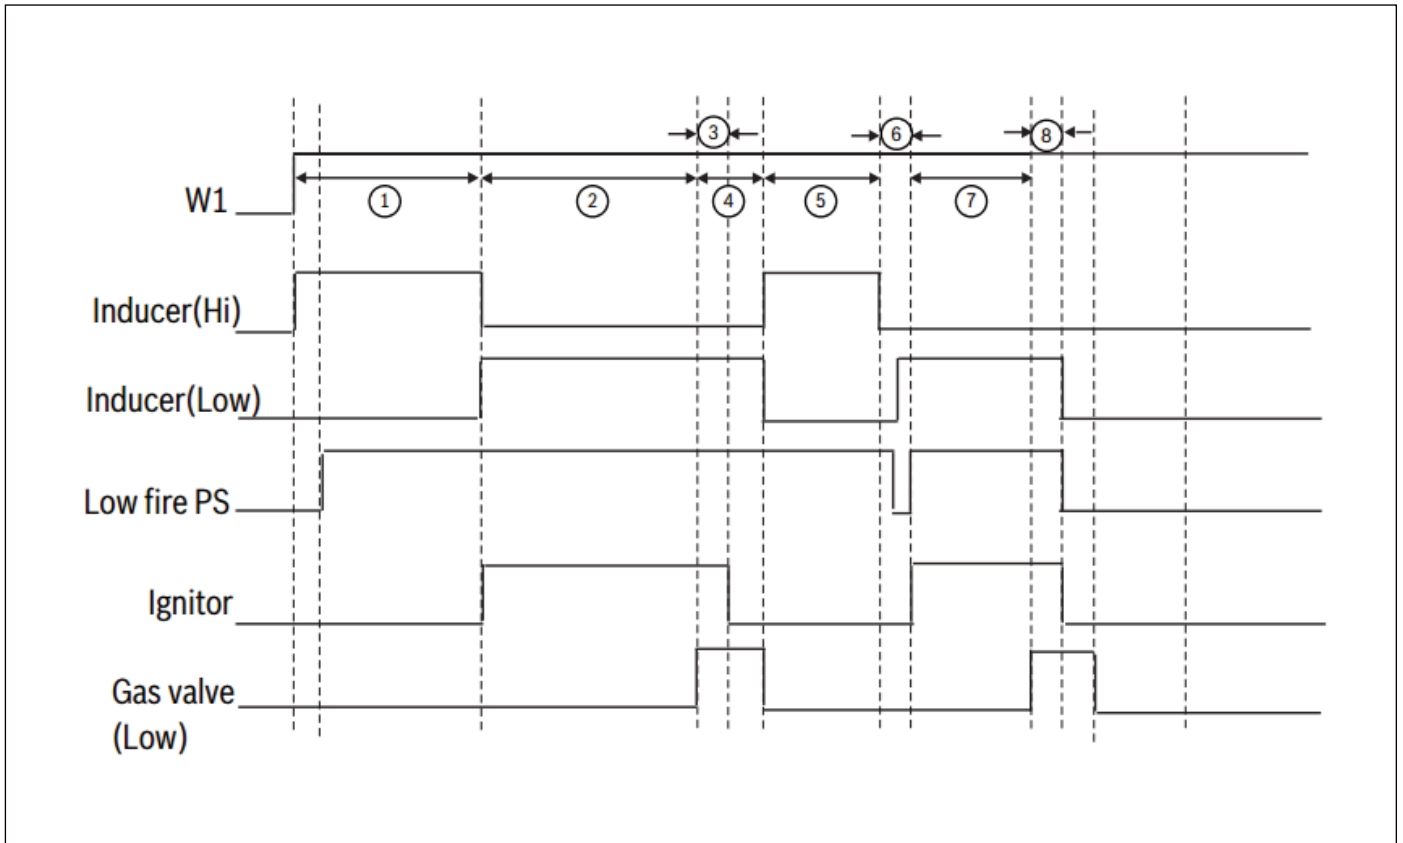 3
6
8
W1
1
2
4
5
7
Inducer(Hi)
Inducer(Low)
Low fire PS
Ignitor
Gas valve
(Low)